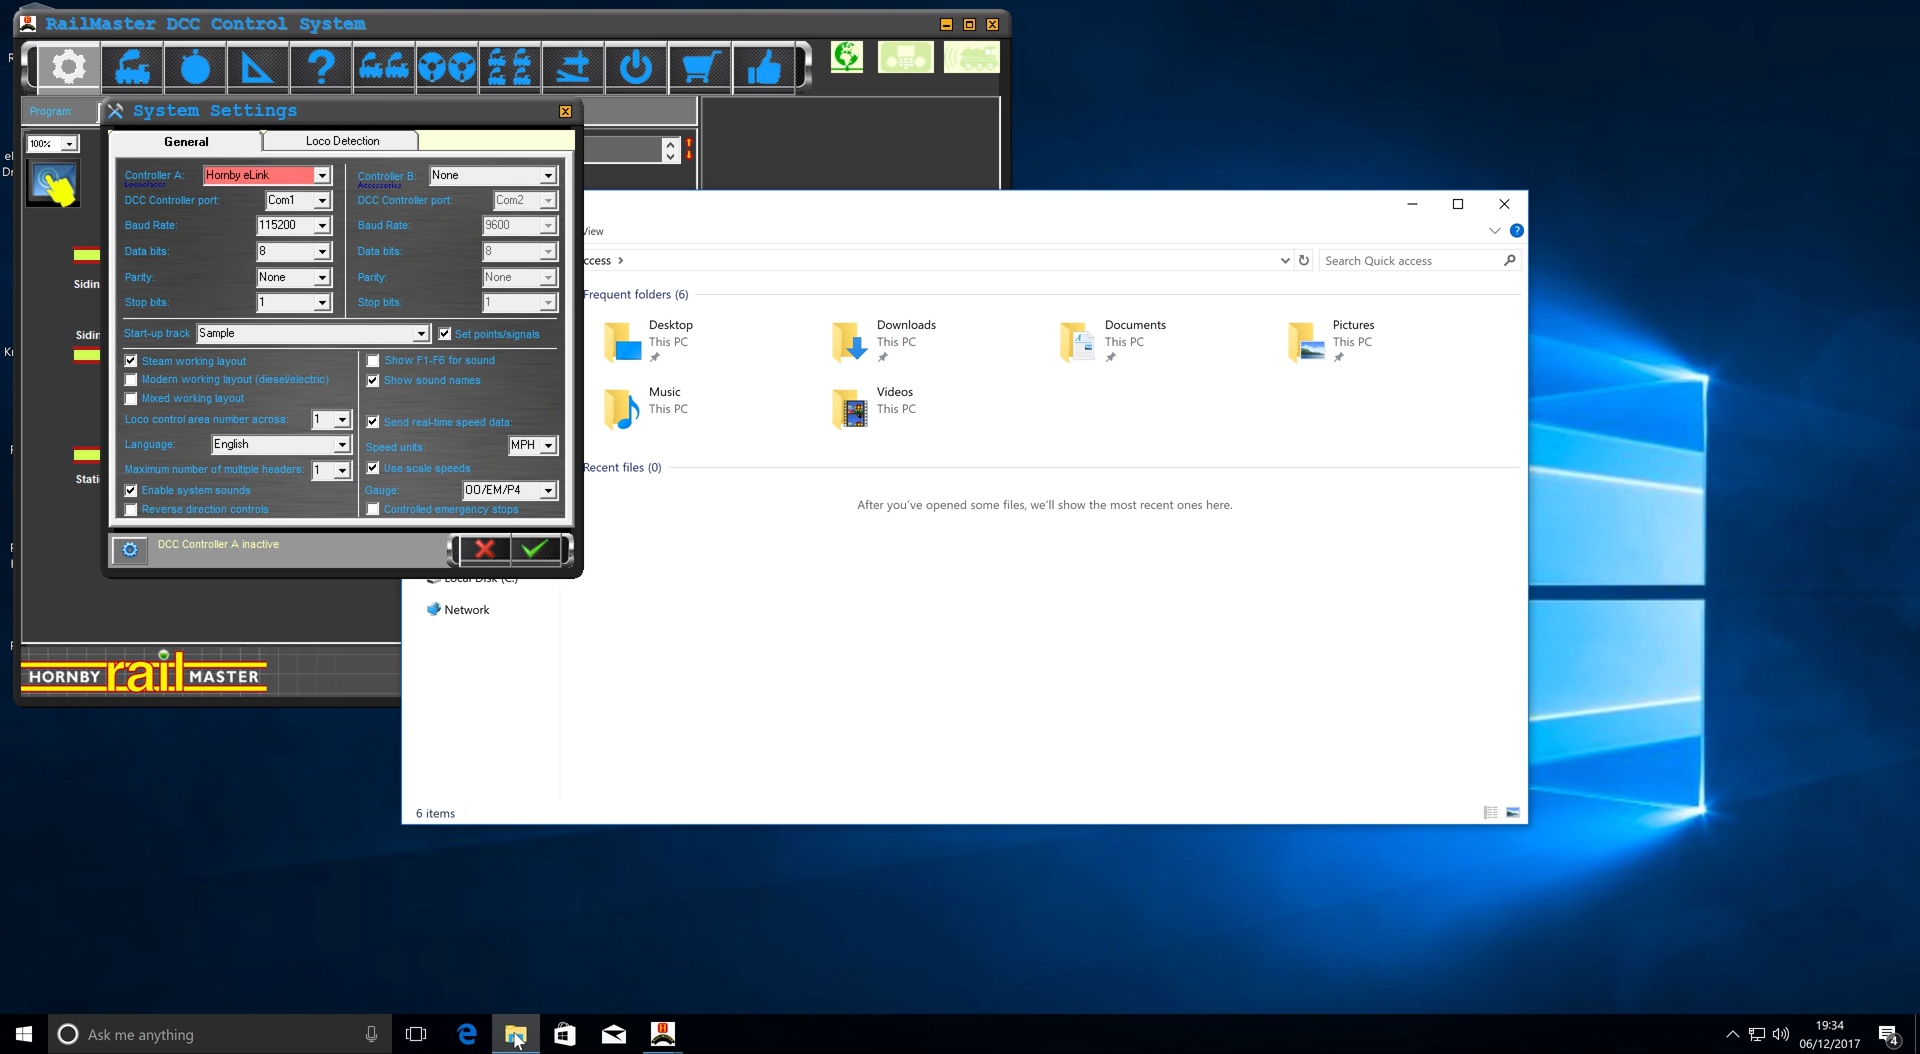 RailMaster DCC Control System
Program:
100%
System Settings
General
Loco Detection
Controller A:
Hornby eLink
Controller B:
None
Locos/accs
Accessories
DCC Controller port:
Com1
DCC Controller port:
Com2
Baud Rate:
115200
Baud Rate:
9600
Data bits:
8
Data bits:
8
Parity:
None
Parity:
None
Stop bits:
1
Stop bits:
1
Start-up track
Sample
Set points/signals
Steam working layout
Show F1-F6 for sound
Modern working layout (diesel/electric)
Show sound names
Mixed working layout
Loco control area number across:
1
Send real-time speed data:
Language:
English
Speed units:
MPH
Maximum number of multiple headers:
1
Use scale speeds
Enable system sounds
Gauge:
OO/EM/P4
Reverse direction controls
Controlled emergency stops
DCC Controller A inactive
Sidin
Sidin
Stati
HORNBY rail MASTER
View
ccess
Search Quick access
Frequent folders (6)
Desktop
This PC
Downloads
This PC
Documents
This PC
Pictures
This PC
Music
This PC
Videos
This PC
Recent files (0)
After you've opened some files, we'll show the most recent ones here.
Local Disk (C:)
Network
6 items
Ask me anything
19:34
06/12/2017
4